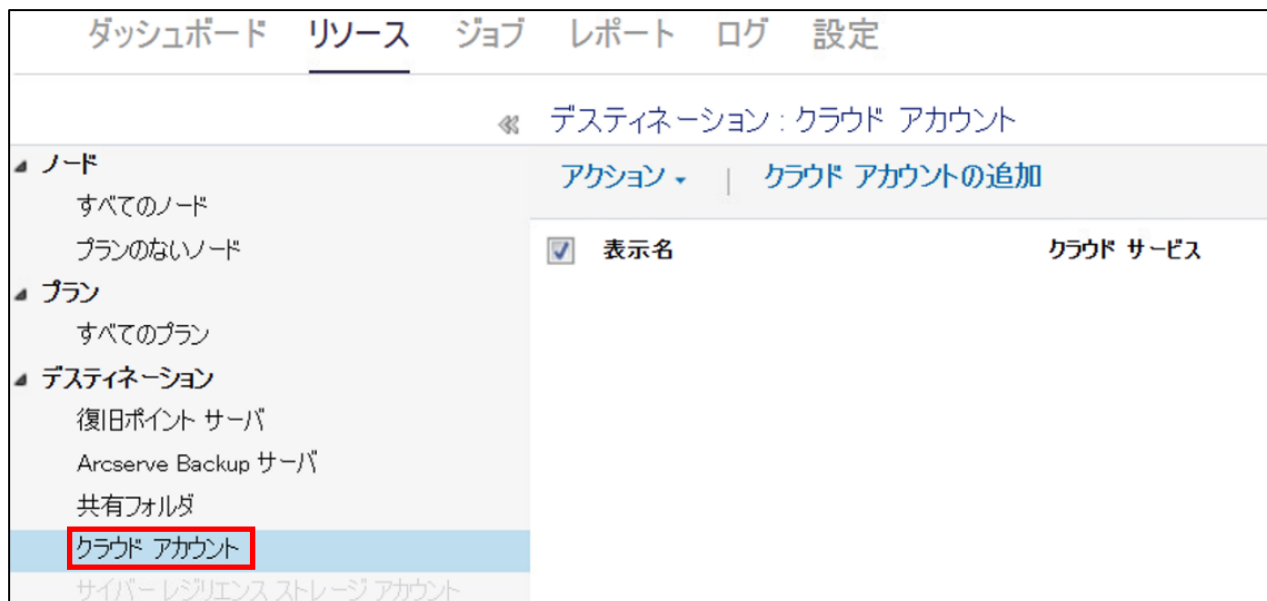 ダッシュボード リソース ジョブ レポート ログ 設定
デスティネーション : クラウド アカウント
ノード
すべてのノード
プランのないノード
プラン
すべてのプラン
デスティネーション
復旧ポイント サーバ
Arcserve Backup サーバ
共有フォルダ
クラウド アカウント
サイバー レジリエンス ストレージ アカウント
アクション | クラウド アカウントの追加
表示名 クラウド サービス